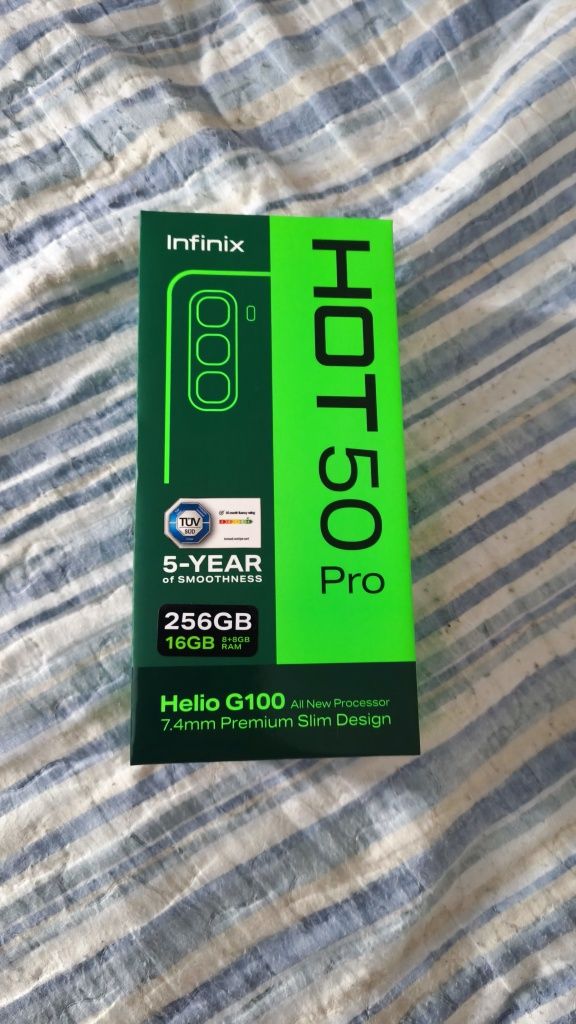 Infinix
HOT 50
Pro
TÜV
SÜD
5-YEAR
of SMOOTHNESS
256GB
16GB 8+8GB RAM
Helio G100 All New Processor
7.4mm Premium Slim Design